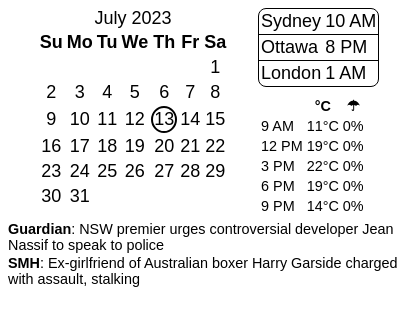 July 2023
Su Mo Tu We Th Fr Sa
1
2 3 4 5 6 7 8
9 10 11 12 13 14 15
16 17 18 19 20 21 22
23 24 25 26 27 28 29
30 31
Sydney 10 AM
Ottawa 8 PM
London 1 AM
°C ☂
9 AM 11°C 0%
12 PM 19°C 0%
3 PM 22°C 0%
6 PM 19°C 0%
9 PM 14°C 0%
Guardian: NSW premier urges controversial developer Jean
Nassif to speak to police
SMH: Ex-girlfriend of Australian boxer Harry Garside charged
with assault, stalking